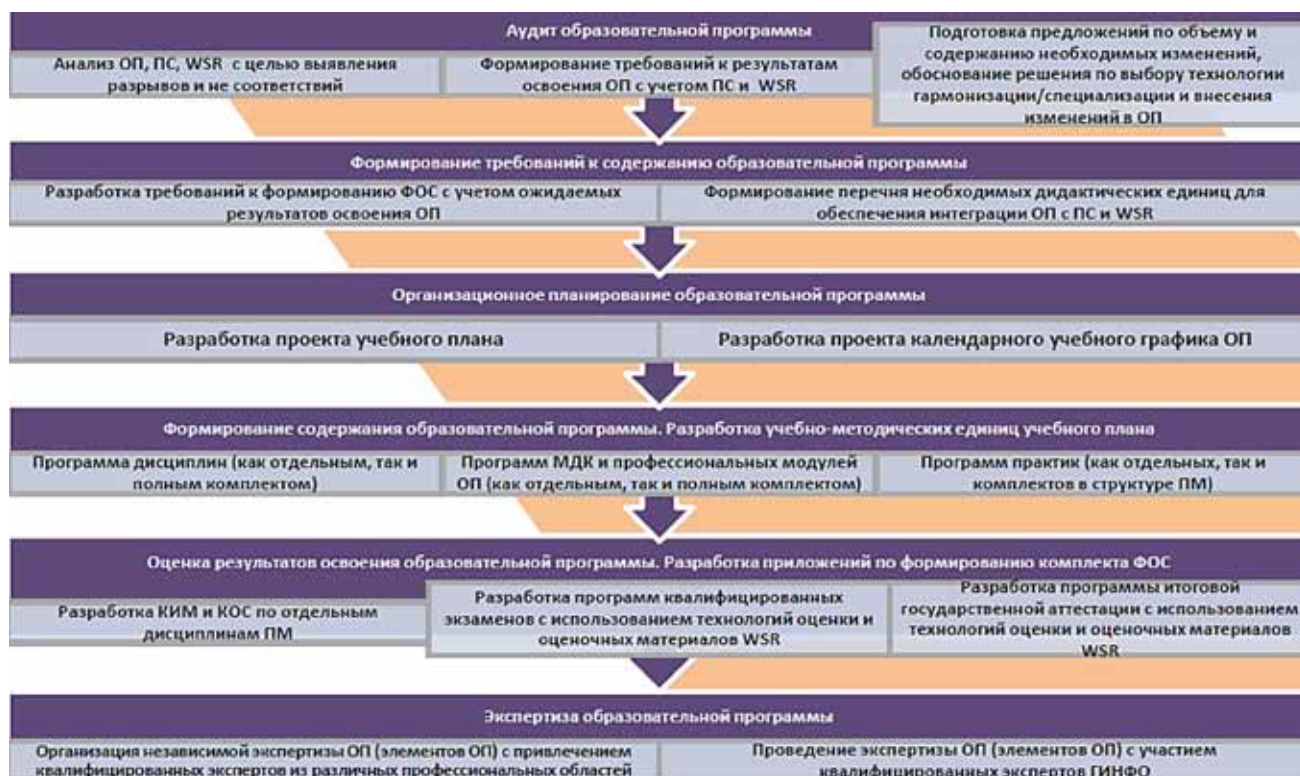 Аудит образовательной программы
Анализ ОП, ПС, WSR с целью выявления
разрывов и не соответствий
Формирование требований к результатам
освоения ОП с учетом ПС и WSR
Подготовка предложений по объему и
содержанию необходимых изменений,
обоснование решения по выбору технологии
гармонизации/специализации и внесения
изменений в ОП
Формирование требований к содержанию образовательной программы
Разработка требований к формированию ФОС с учетом ожидаемых
результатов освоения ОП
Формирование перечня необходимых дидактических единиц для
обеспечения интеграции ОП с ПС и WSR
Организационное планирование образовательной программы
Разработка проекта учебного плана
Разработка проекта календарного учебного графика ОП
Формирование содержания образовательной программы. Разработка учебно-методических единиц учебного плана
Программа дисциплин (как отдельным, так и
полным комплектом)
Программ МДК и профессиональных модулей
ОП (как отдельным, так и полным комплектом)
Программ практик (как отдельных, так и
комплектов в структуре ПМ)
Оценка результатов освоения образовательной программы. Разработка приложений по формированию комплекта ФОС
Разработка КИМ и КОС по отдельным
дисциплинам ПМ
Разработка программ квалифицированных
экзаменов с использованием технологий оценки и
оценочных материалов WSR
Разработка программы итоговой
государственной аттестации с использованием
технологий оценки и оценочных материалов
WSR
Экспертиза образовательной программы
Организация независимой экспертизы ОП (элементов ОП) с привлечением
квалифицированных экспертов из различных профессиональных областей
Проведение экспертизы ОП (элементов ОП) с участием
квалифицированных экспертов ГИНФО